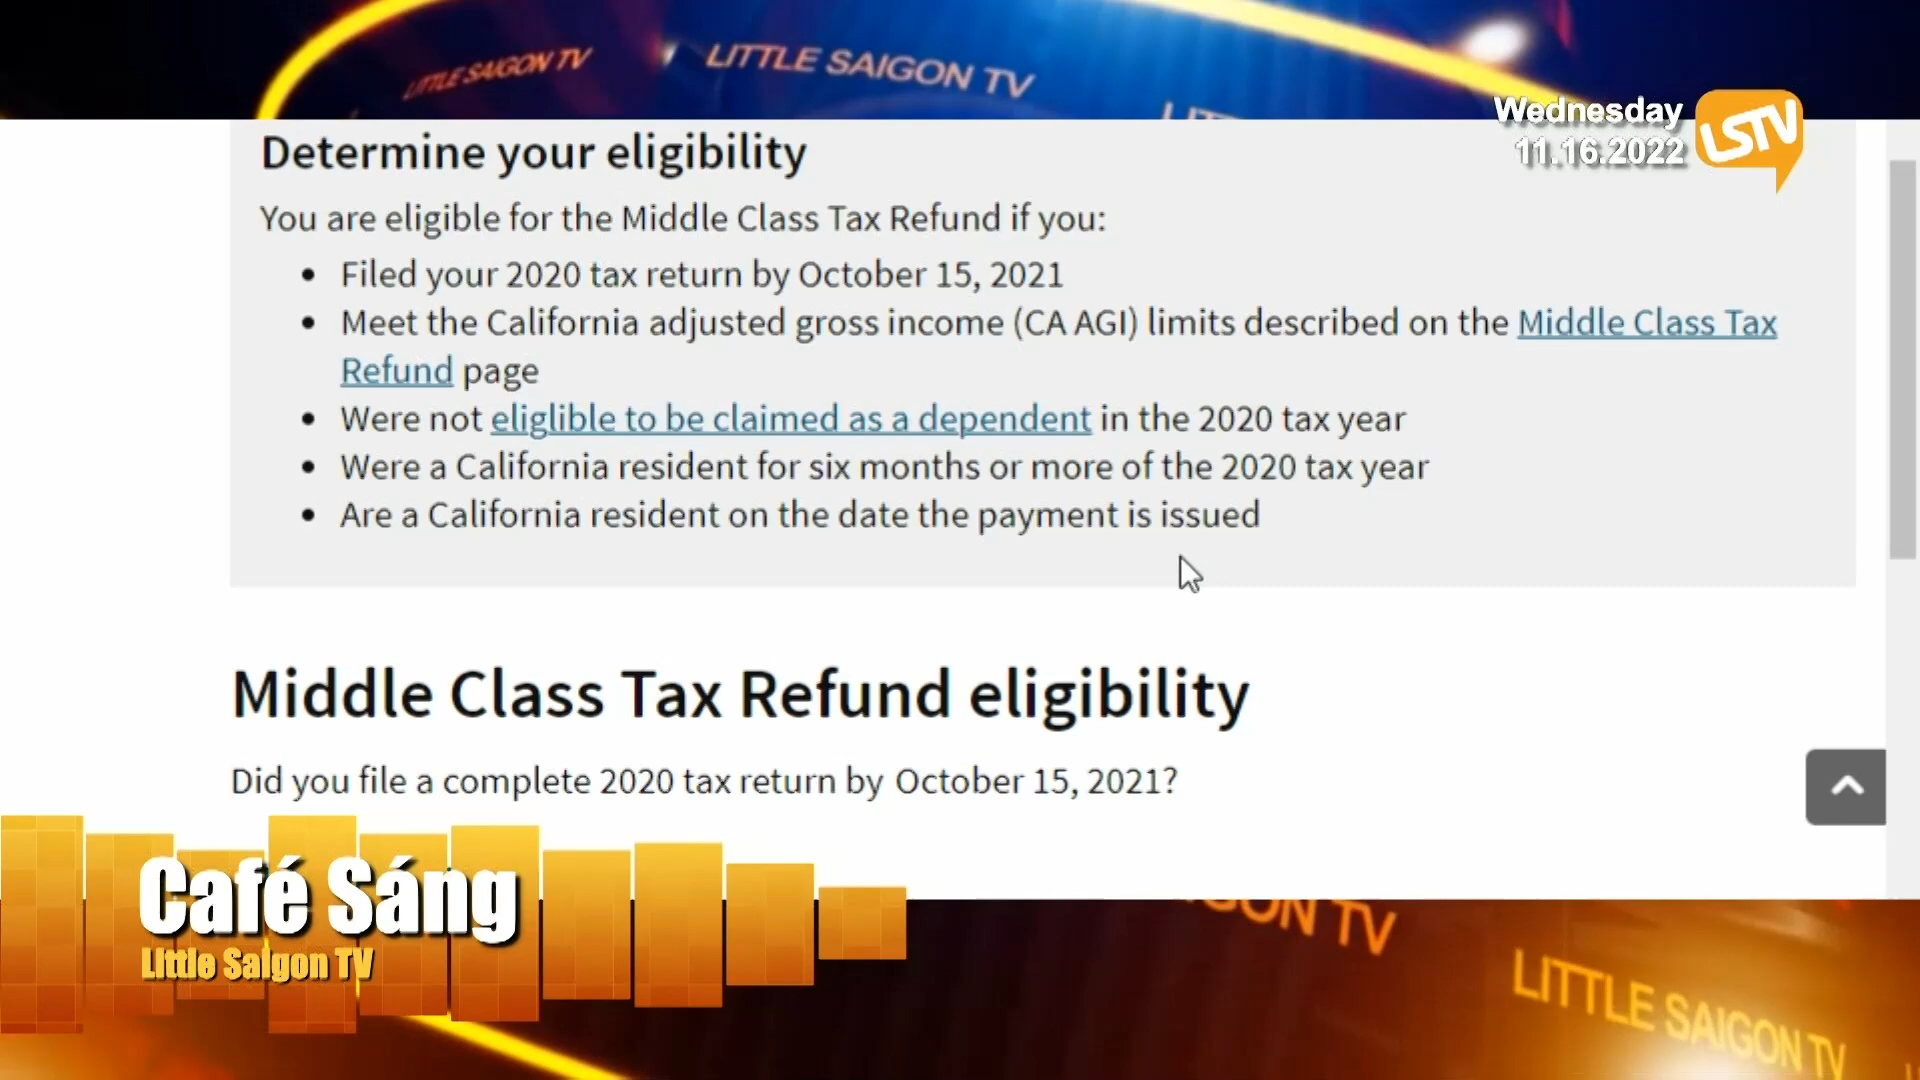 LITTLE SAIGON TV
LITTLE SAIGON TV
Wednesday
11.16.2022
LSTV
Determine your eligibility
You are eligible for the Middle Class Tax Refund if you:
• Filed your 2020 tax return by October 15, 2021
• Meet the California adjusted gross income (CA AGI) limits described on the Middle Class Tax
Refund page
• Were not eliglible to be claimed as a dependent in the 2020 tax year
• Were a California resident for six months or more of the 2020 tax year
• Are a California resident on the date the payment is issued
Middle Class Tax Refund eligibility
Did you file a complete 2020 tax return by October 15, 2021?
Café Sáng
Little Saigon TV
TV
LITTLE SAIGON TV